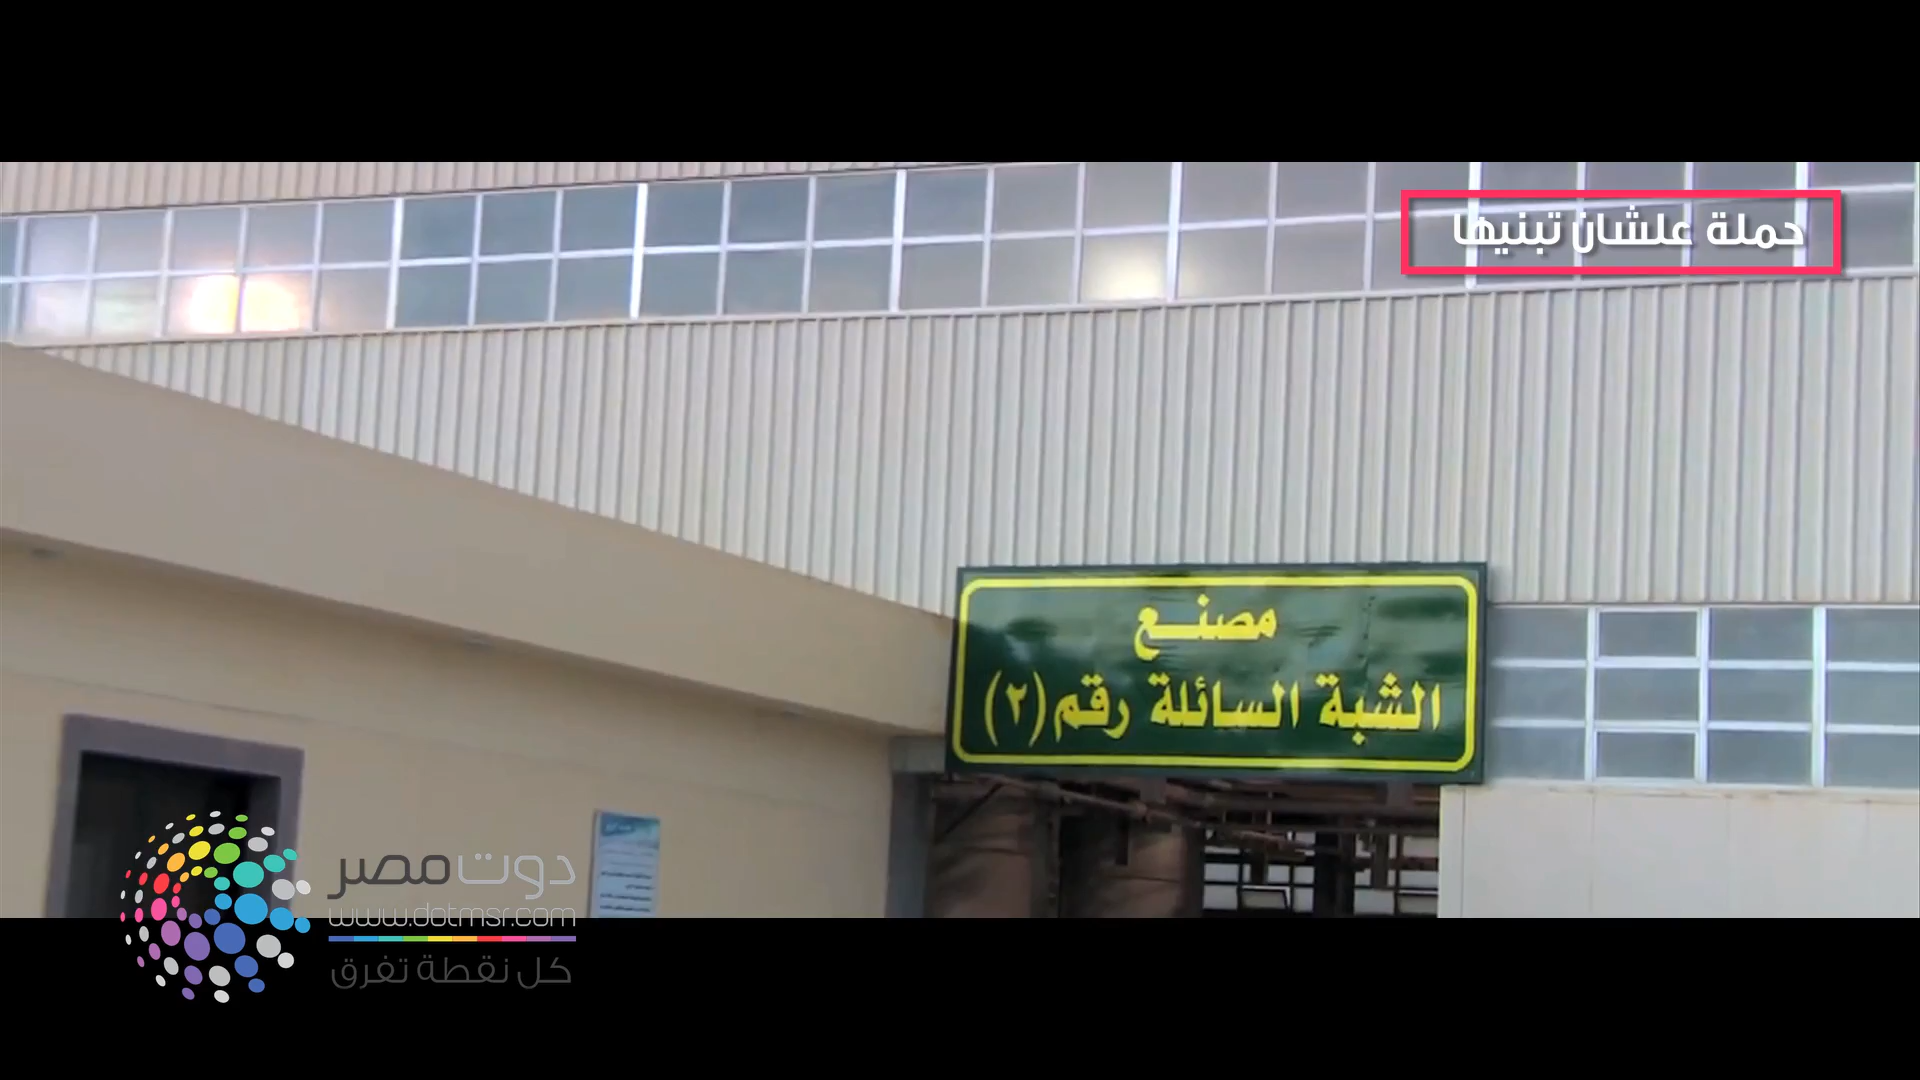 حملة علشان تبنيها
مصنع
الشبة السائلة رقم (٢)
دوت مصر
www.dotmsr.com
كل نقطة تفرق